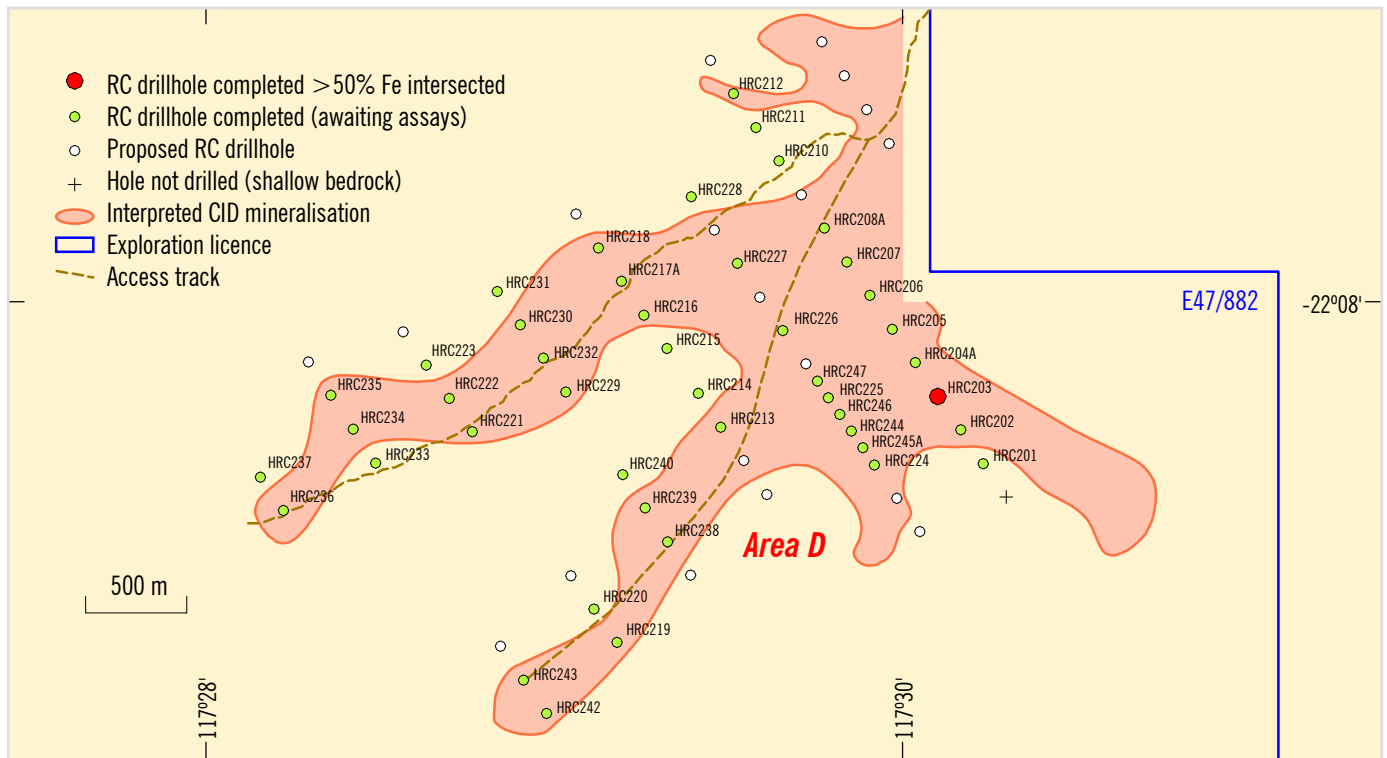 RC drillhole completed >50% Fe intersected
RC drillhole completed (awaiting assays)
Proposed RC drillhole
Hole not drilled (shallow bedrock)
Interpreted CID mineralisation
Exploration licence
Access track
HRC212
HRC211
HRC210
HRC228
HRC208A
HRC218
HRC227
HRC207
HRC217A
HRC231
HRC206
E47/882
-22º08'
HRC216
HRC230
HRC226
HRC205
HRC215
HRC232
HRC223
HRC204A
HRC235
HRC222
HRC229
HRC214
HRC247
HRC203
HRC225
HRC246
HRC234
HRC221
HRC213
HRC244
HRC202
HRC245A
HRC233
HRC237
HRC240
HRC224
HRC201
HRC236
HRC239
HRC238
Area D
500 m
HRC220
HRC219
HRC243
HRC242
117º28'
117º30'